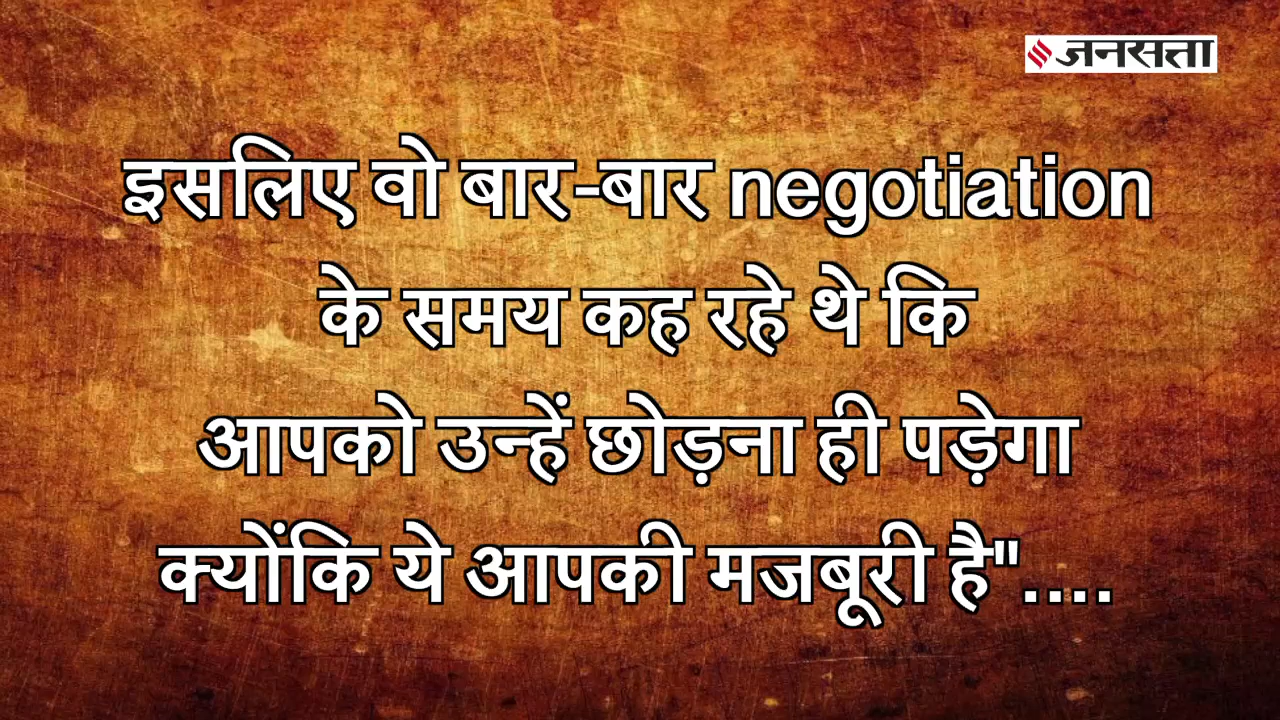 जनसत्ता
इसलिए वो बार-बार negotiation
के समय कह रहे थे कि
आपको उन्हें छोड़ना ही पड़ेगा
क्योंकि ये आपकी मजबूरी है"....